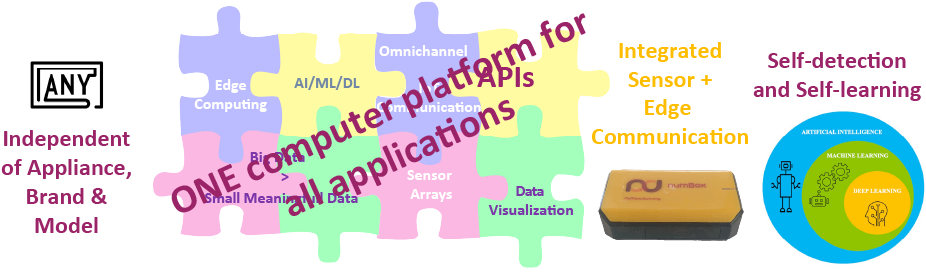 ANY
Independent
of Appliance,
Brand &
Model
Edge
Computing
AI/ML/DL
Omnichannel
Communication
APIs
Big Data
>
Small Meaningful Data
Sensor
Arrays
Data
Visualization
ONE computer platform for
all applications
Integrated
Sensor +
Edge
Communication
numBox
Self-detection
and Self-learning
ARTIFICIAL INTELLIGENCE
MACHINE LEARNING
DEEP LEARNING